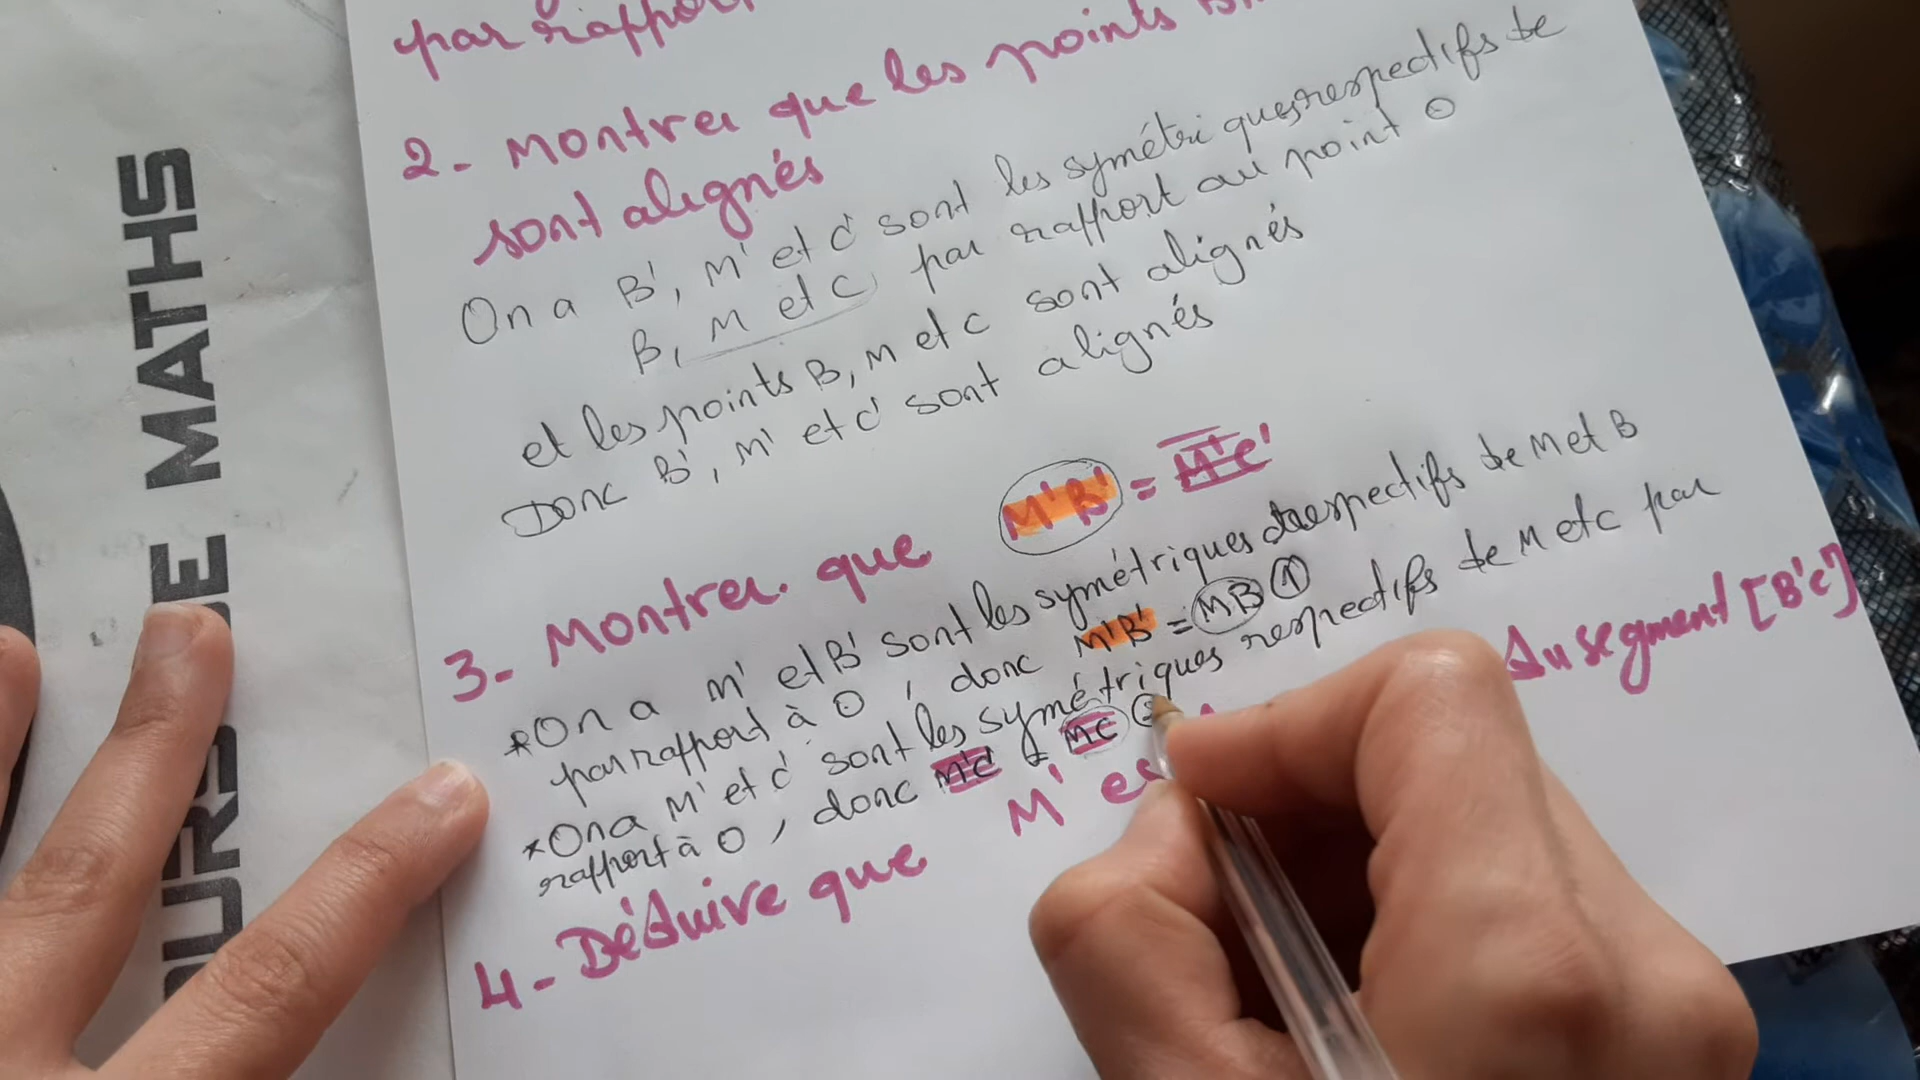 par rapport
2- Montrer que les points
sont alignés
On a B', M' et C' sont les symétriques respectifs de
B, M et C par rapport au point O
et les points B, M et C sont alignés
Donc B', M' et C' sont alignés
3- Montrer que M'B' = M'C'
*On a M' et B' sont les symétriques respectifs de M et B
par rapport à O, donc M'B' = MB ①
*On a M' et C' sont les symétriques respectifs de M et C par
rapport à O, donc M'C' = MC ②
4- Déduive que M' es
du segment [B'C']
MATHS